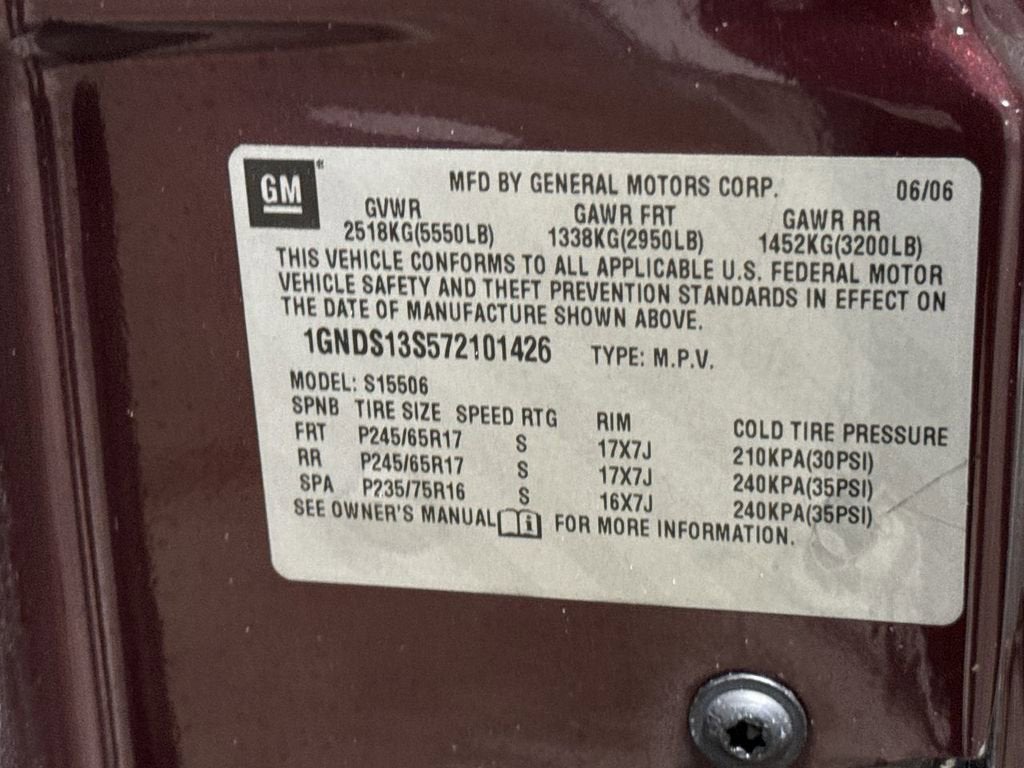 GM
MFD BY GENERAL MOTORS CORP. 06/06
GVWR GAWR FRT GAWR RR
2518KG(5550LB) 1338KG(2950LB) 1452KG(3200LB)
THIS VEHICLE CONFORMS TO ALL APPLICABLE U.S. FEDERAL MOTOR
VEHICLE SAFETY AND THEFT PREVENTION STANDARDS IN EFFECT ON
THE DATE OF MANUFACTURE SHOWN ABOVE.
1GNDS13S572101426 TYPE: M.P.V.
MODEL: S15506
SPNB TIRE SIZE SPEED RTG RIM COLD TIRE PRESSURE
FRT P245/65R17 S 17X7J 210KPA(30PSI)
RR P245/65R17 S 17X7J 240KPA(35PSI)
SPA P235/75R16 S 16X7J 240KPA(35PSI)
SEE OWNER'S MANUAL i FOR MORE INFORMATION.